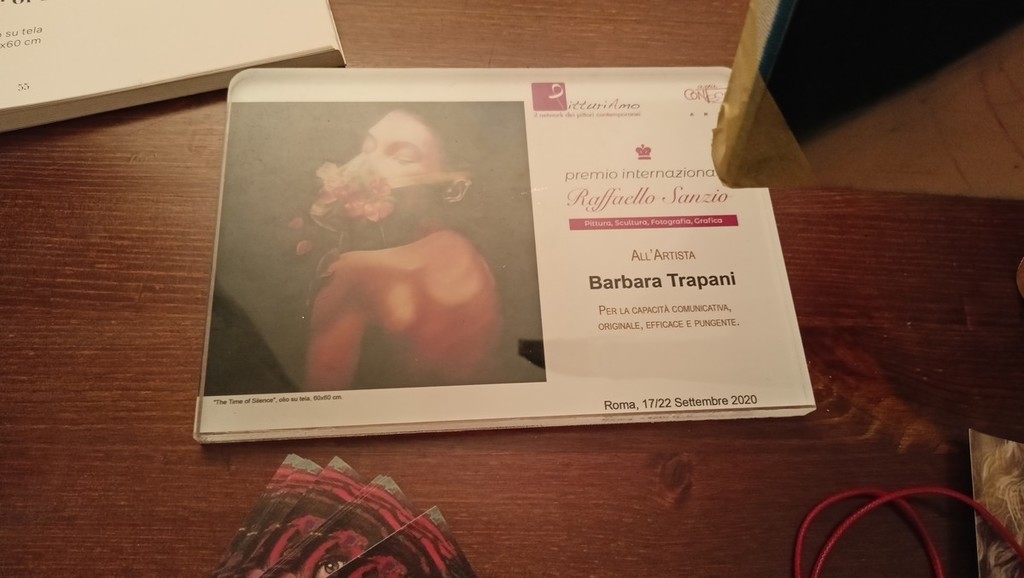 su tela
x60 cm
55
PitturiAmo
il network dei pittori contemporanei
premio internaziona
Raffaello Sanzio
Pittura, Scultura, Fotografia, Grafica
All'Artista
Barbara Trapani
Per la capacità comunicativa,
originale, efficace e pungente.
"The Time of Silence", olio su tela, 60x60 cm.
Roma, 17/22 Settembre 2020